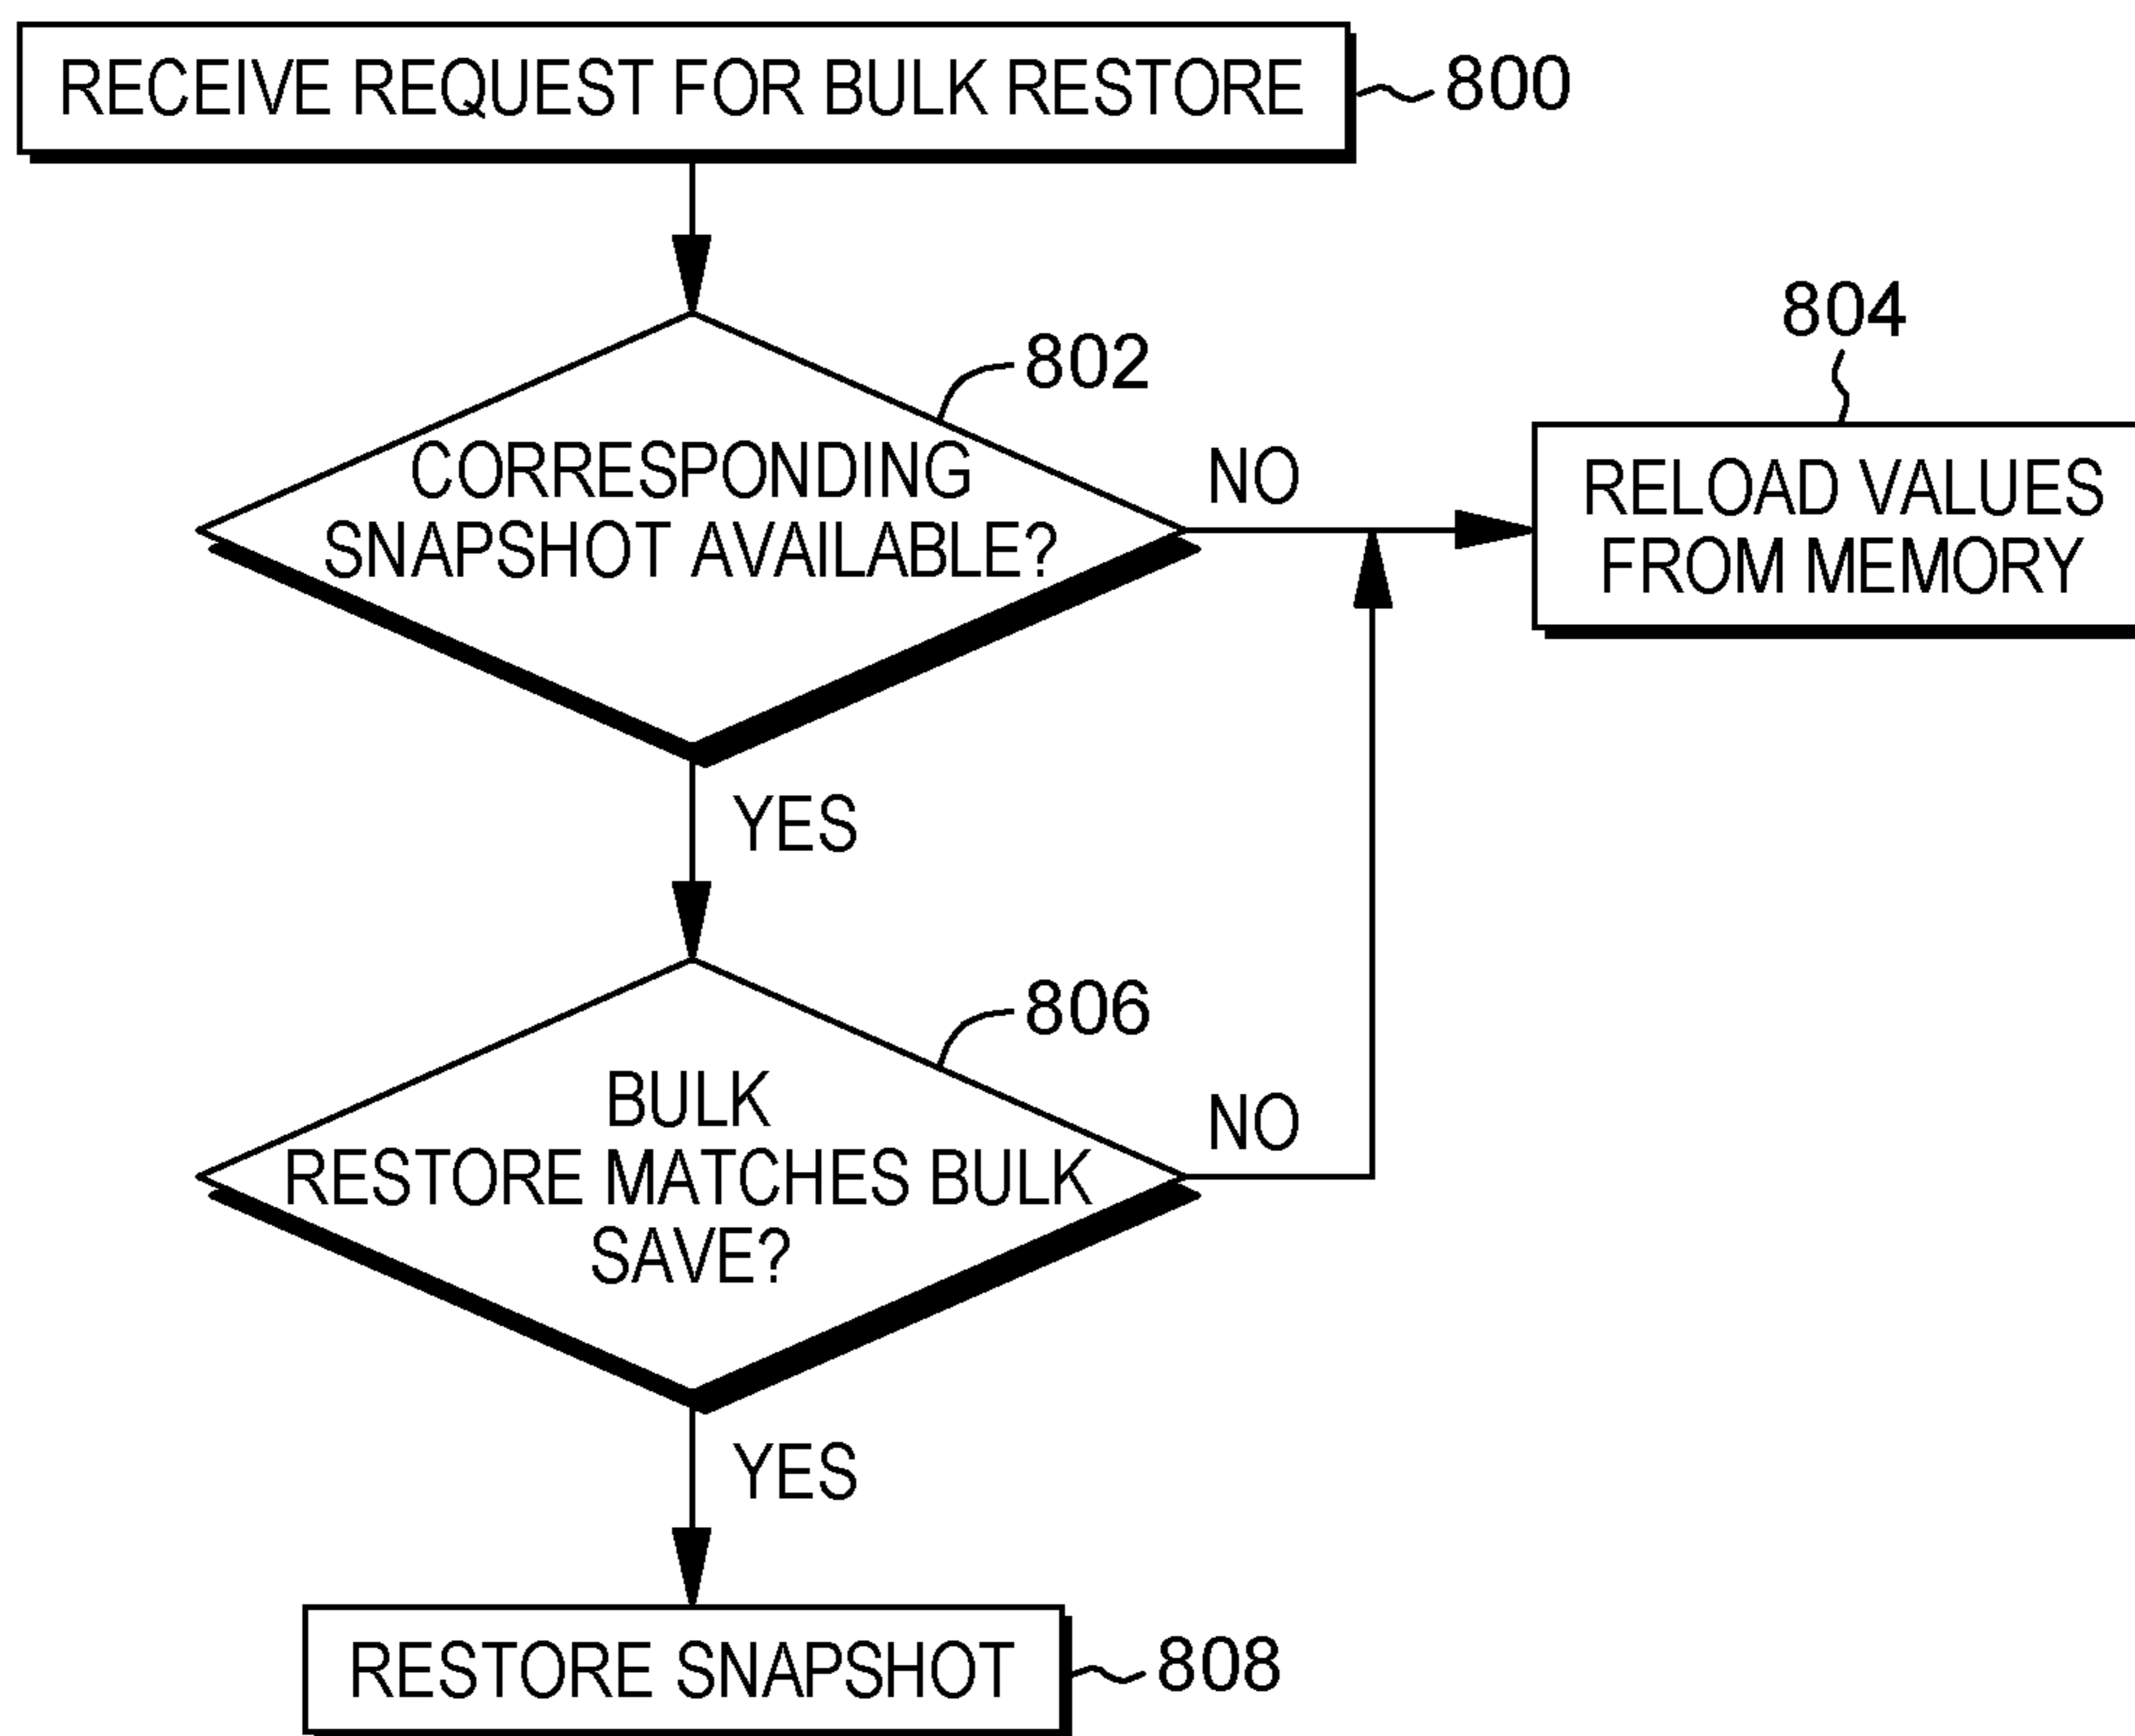 RECEIVE REQUEST FOR BULK RESTORE
800
802
CORRESPONDING
SNAPSHOT AVAILABLE?
NO
804
RELOAD VALUES
FROM MEMORY
YES
806
BULK
RESTORE MATCHES BULK
SAVE?
NO
YES
RESTORE SNAPSHOT
808